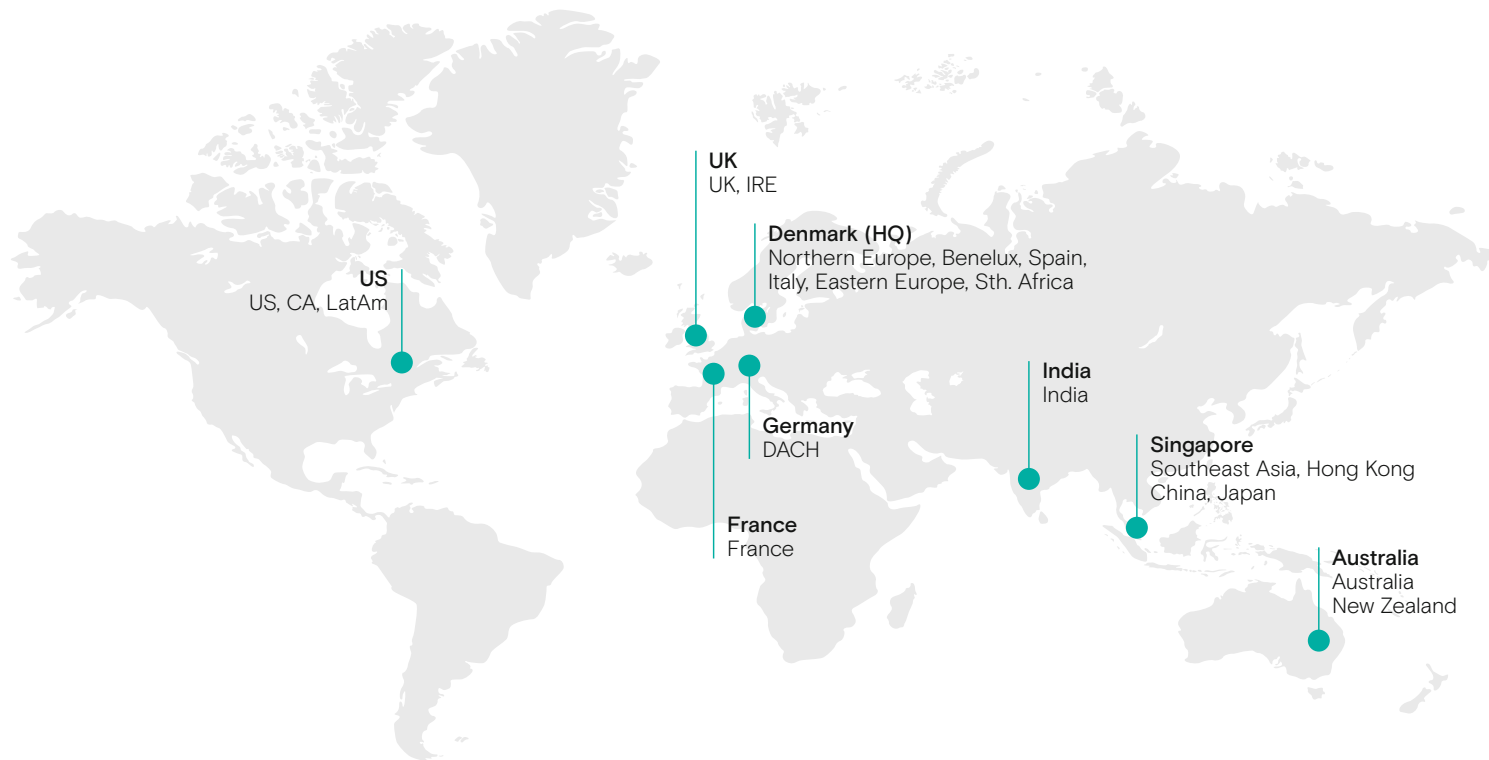 UK
UK, IRE
Denmark (HQ)
Northern Europe, Benelux, Spain,
Italy, Eastern Europe, Sth. Africa
US
US, CA, LatAm
India
India
Germany
DACH
Singapore
Southeast Asia, Hong Kong
China, Japan
France
France
Australia
Australia
New Zealand